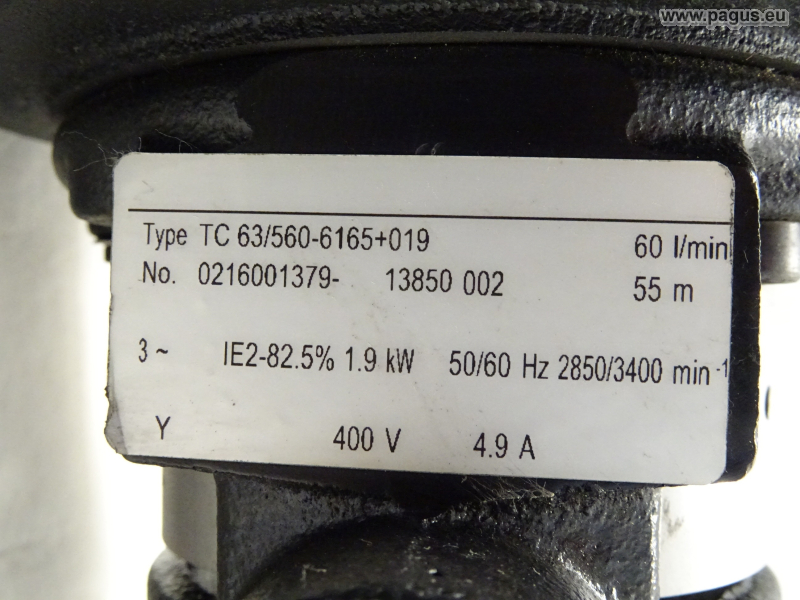 www.pagus.eu
Type TC 63/560-6165+019 60 l/min
No. 0216001379- 13850 002 55 m
3 ~ IE2-82.5% 1.9 kW 50/60 Hz 2850/3400 min -1
Y 400 V 4.9 A